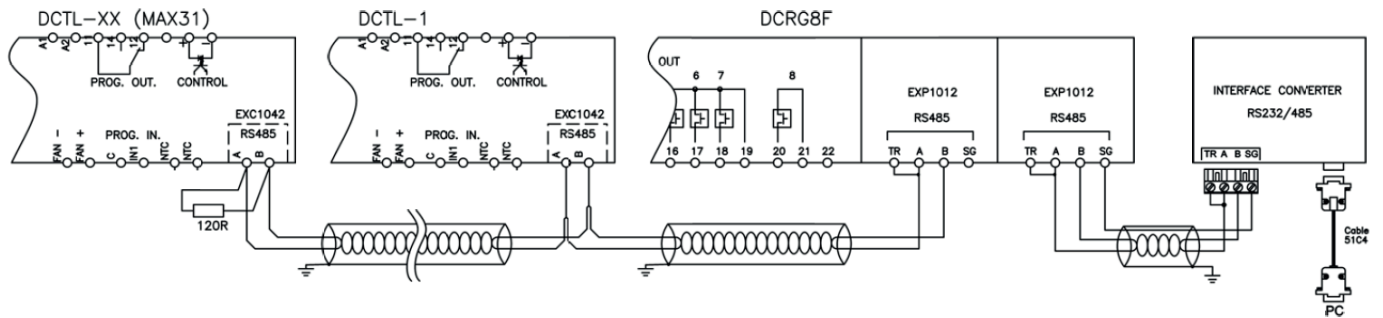 DCTL-XX (MAX31)
A1 A2 11 14 12 + -
PROG. OUT. CONTROL
EXC1042
RS485
- + PROG. IN.
FAN FAN C IN1 NTC NTC A B
120R
DCTL-1
A1 A2 11 14 12 + -
PROG. OUT. CONTROL
EXC1042
RS485
- + PROG. IN.
FAN FAN C IN1 NTC NTC A B
DCRG8F
OUT 6 7 8
16 17 18 19 20 21 22
EXP1012
RS485
TR A B SG
EXP1012
RS485
TR A B SG
INTERFACE CONVERTER
RS232/485
TR A B SG
Cable
51C4
PC